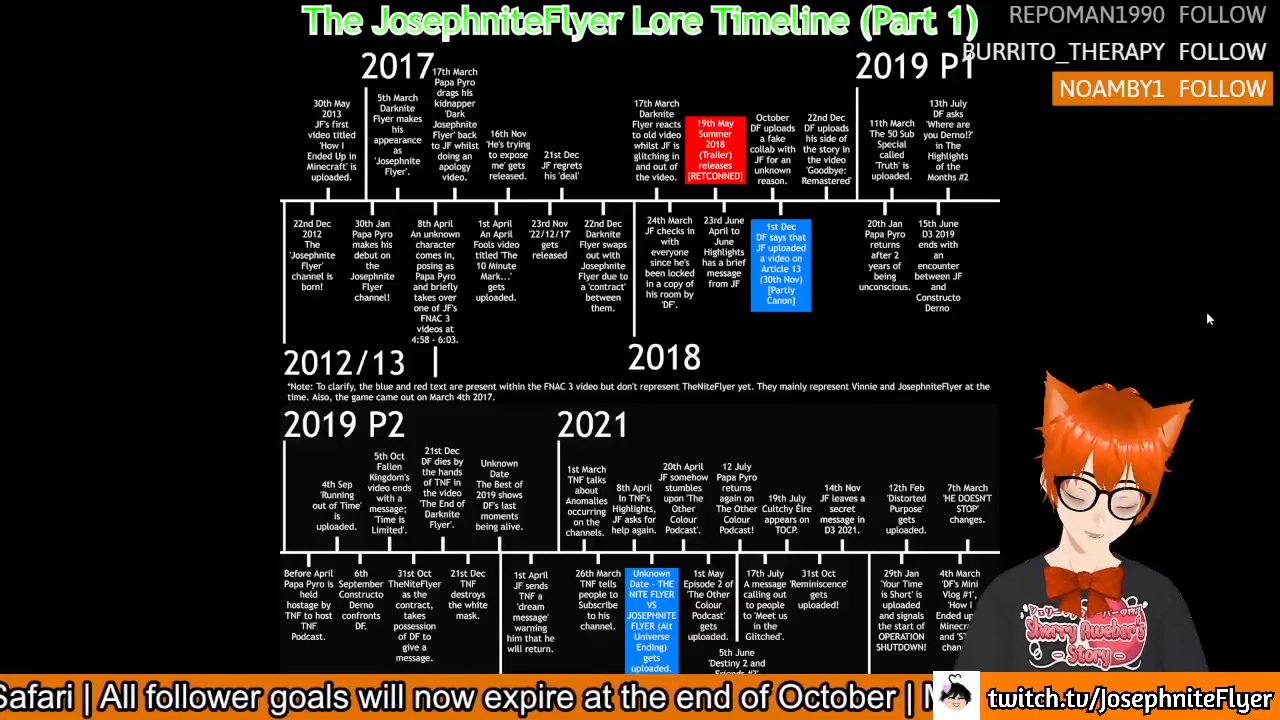 The JosephniteFlyer Lore Timeline (Part 1)
REPOMAN1990 FOLLOW
BURRITO_THERAPY FOLLOW
NOAMBY1 FOLLOW
2017
2019 P1
30th May
2013
JF's first
video titled
'How I
Ended Up in
Minecraft' is
uploaded.
5th March
Darknite
Flyer makes
his
appearance
as
'Josephnite
Flyer'.
17th March
Papa Pyro
drags his
kidnapper
'Dark
Josephnite
Flyer' back
to JF whilst
doing an
apology
video.
16th Nov
'He's trying
to expose
me' gets
released.
21st Dec
JF regrets
his 'deal'
17th March
Darknite
Flyer reacts
to old video
whilst JF is
glitching in
and out of
the video.
19th May
Summer
2018
(Trailer)
releases
[RETCONNED]
October
DF uploads
a fake
collab with
JF for an
unknown
reason.
22nd Dec
DF uploads
his side of
the story in
the video
'Goodbye:
Remastered'
11th March
The 50 Sub
Special
called
'Truth' is
uploaded.
13th July
DF asks
'Where are
you Derno!?'
in The
Highlights
of the
Months #2
22nd Dec
2012
The
'Josephnite
Flyer'
channel is
born!
30th Jan
Papa Pyro
makes his
debut on
the
Josephnite
Flyer
channel!
8th April
An unknown
character
comes in,
posing as
Papa Pyro
and briefly
takes over
one of JF's
FNAC 3
videos at
4:58 - 6:03.
1st April
An April
Fools video
titled 'The
10 Minute
Mark...'
gets
uploaded.
23rd Nov
'22/12/17'
gets
released
22nd Dec
Darknite
Flyer swaps
out with
Josephnite
Flyer due to
a 'contract'
between
them.
24th March
JF checks in
with
everyone
since he's
been locked
in a copy of
his room by
'DF'.
23rd June
April to
June
Highlights
has a brief
message
from JF
1st Dec
DF says that
JF uploaded
a video on
Article 13
(30th Nov)
[Partly
Canon]
20th Jan
Papa Pyro
returns
after 2
years of
being
unconscious.
15th June
D3 2019
ends with
an
encounter
between JF
and
Constructo
Derno
2012/13
2018
*Note: To clarify, the blue and red text are present within the FNAC 3 video but don't represent TheNiteFlyer yet. They mainly represent Vinnie and JosephniteFlyer at the
time. Also, the game came out on March 4th 2017.
2019 P2
2021
4th Sep
'Running
out of Time'
is
uploaded.
5th Oct
Fallen
Kingdom's
video ends
with a
message;
'Time is
Limited'.
21st Dec
DF dies by
the hands
of TNF in
the video
'The End of
Darknite
Flyer'.
Unknown
Date
The Best of
2019 shows
DF's last
moments
being alive.
1st March
TNF talks
about
Anomalies
occurring
on the
channels.
8th April
In TNF's
Highlights,
JF asks for
help again.
20th April
JF somehow
stumbles
upon 'The
Other
Colour
Podcast'.
12 July
Papa Pyro
returns
again on
The Other
Colour
Podcast!
19th July
Cultchy Éire
appears on
TOCP.
14th Nov
JF leaves a
secret
message in
D3 2021.
12th Feb
'Distorted
Purpose'
gets
uploaded.
7th March
'HE DOESN'T
STOP'
changes.
Before April
Papa Pyro is
held
hostage by
TNF to host
TNF
Podcast.
6th
September
Constructo
Derno
confronts
DF.
31st Oct
TheNiteFlyer
as the
contract,
takes
possession
of DF to
give a
message.
21st Dec
TNF
destroys
the white
mask.
1st April
JF sends
TNF a
'dream
message'
warning
him that he
will return.
26th March
TNF tells
people to
Subscribe
to his
channel.
Unknown
Date - THE
NITE FLYER
VS
JOSEPHNITE
FLYER (Alt
Universe
Ending)
gets
uploaded.
1st May
Episode 2 of
'The Other
Colour
Podcast'
gets
uploaded.
5th June
'Destiny 2
and
Friends #2'
17th July
A message
calling out
to people
to 'Meet us
in the
Glitched'.
31st Oct
'Reminiscence'
gets
uploaded!
29th Jan
'Your Time
is Short' is
uploaded
and signals
the start of
OPERATION
SHUTDOWN!
4th March
'DF's Mini
Vlog #1',
'How I
Ended up
Sherry Aweber's
- Story -
Safari | All follower goals will now expire at the end of October |
twitch.tv/JosephniteFlyer